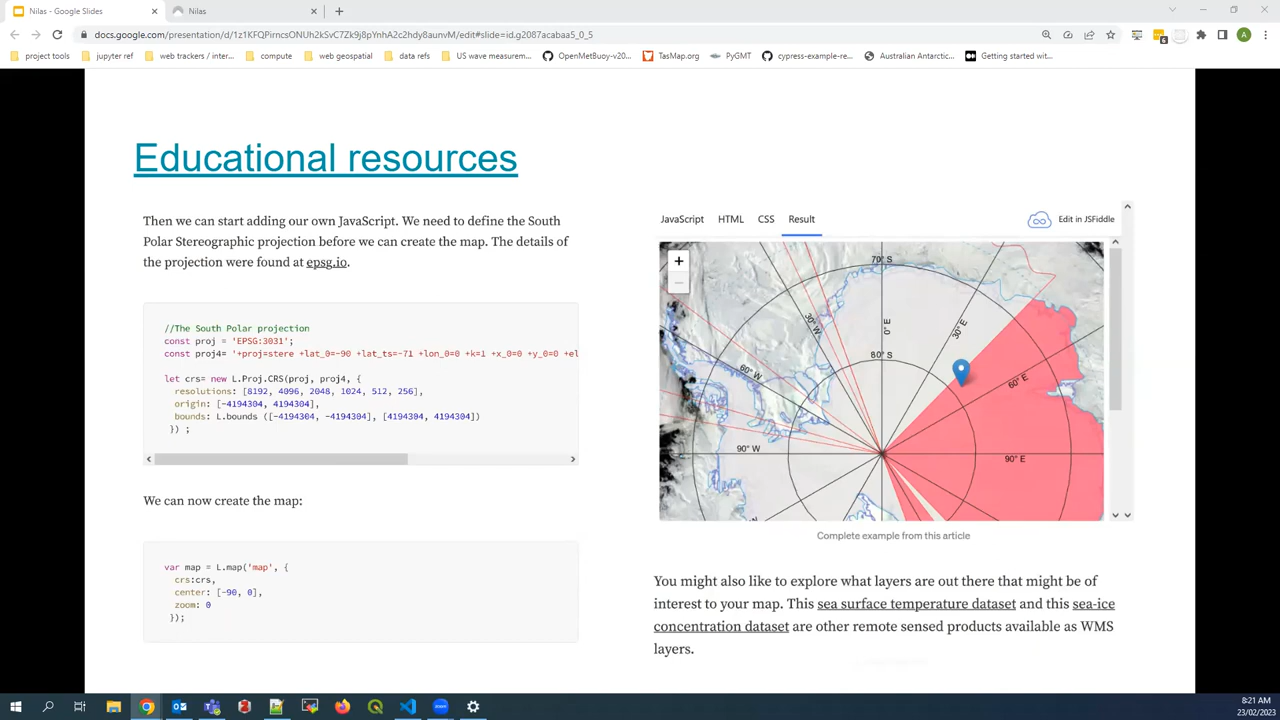 Nilas - Google Slides
Nilas
docs.google.com/presentation/d/1z1KFQPirncsONUh2kSvC7Zk9j8pYnhA2c2hdy8aunvM/edit#slide=id.g2087acabaa5_0_5
project tools
jupyter ref
web trackers / inter...
compute
web geospatial
data refs
US wave measurem...
OpenMetBuoy-v20...
TasMap.org
PyGMT
cypress-example-re...
Australian Antarctic...
Getting started wit...
Educational resources
Then we can start adding our own JavaScript. We need to define the South
Polar Stereographic projection before we can create the map. The details of
the projection were found at epsg.io.
//The South Polar projection
const proj = 'EPSG:3031';
const proj4= '+proj=stere +lat_0=-90 +lat_ts=-71 +lon_0=0 +k=1 +x_0=0 +y_0=0 +el
let crs= new L.Proj.CRS(proj, proj4, {
resolutions: [8192, 4096, 2048, 1024, 512, 256],
origin: [-4194304, 4194304],
bounds: L.bounds ([-4194304, -4194304], [4194304, 4194304])
}) ;
We can now create the map:
var map = L.map('map', {
crs:crs,
center: [-90, 0],
zoom: 0
});
JavaScript HTML CSS Result
Edit in JSFiddle
+
−
70° S
80° S
0° E
30° W
30° E
60° W
60° E
90° W
90° E
Complete example from this article
You might also like to explore what layers are out there that might be of
interest to your map. This sea surface temperature dataset and this sea-ice
concentration dataset are other remote sensed products available as WMS
layers.
8:21 AM
23/02/2023